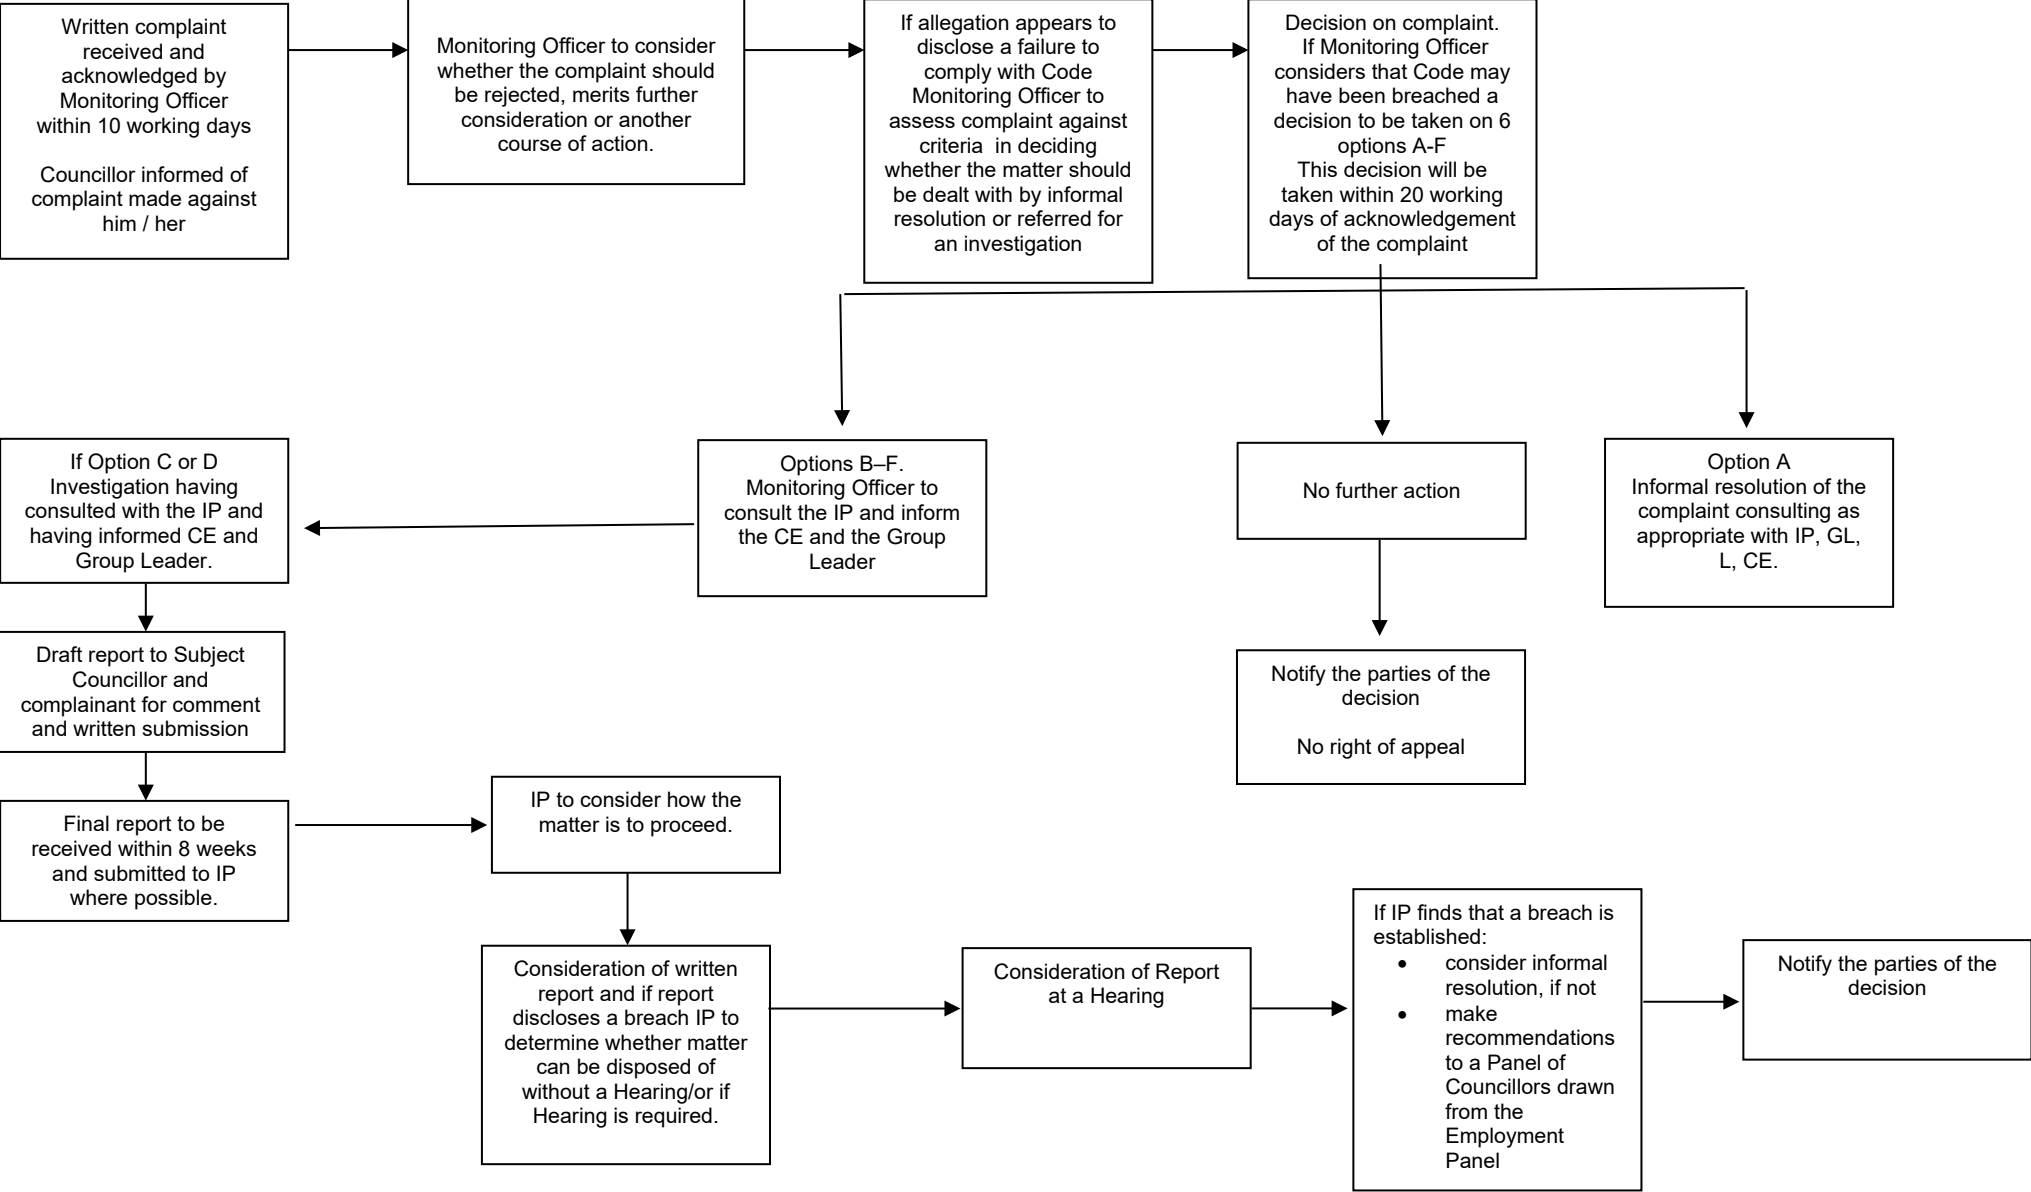 Written complaint
received and
acknowledged by
Monitoring Officer
within 10 working days
Councillor informed of
complaint made against
him / her
Monitoring Officer to consider
whether the complaint should
be rejected, merits further
consideration or another
course of action.
If allegation appears to
disclose a failure to
comply with Code
Monitoring Officer to
assess complaint against
criteria in deciding
whether the matter should
be dealt with by informal
resolution or referred for
an investigation
Decision on complaint.
If Monitoring Officer
considers that Code may
have been breached a
decision to be taken on 6
options A-F
This decision will be
taken within 20 working
days of acknowledgement
of the complaint
If Option C or D
Investigation having
consulted with the IP and
having informed CE and
Group Leader.
Options B–F.
Monitoring Officer to
consult the IP and inform
the CE and the Group
Leader
No further action
Option A
Informal resolution of the
complaint consulting as
appropriate with IP, GL,
L, CE.
Draft report to Subject
Councillor and
complainant for comment
and written submission
Notify the parties of the
decision
No right of appeal
Final report to be
received within 8 weeks
and submitted to IP
where possible.
IP to consider how the
matter is to proceed.
Consideration of written
report and if report
discloses a breach IP to
determine whether matter
can be disposed of
without a Hearing/or if
Hearing is required.
Consideration of Report
at a Hearing
If IP finds that a breach is
established:
• consider informal
resolution, if not
• make
recommendations
to a Panel of
Councillors drawn
from the
Employment
Panel
Notify the parties of the
decision